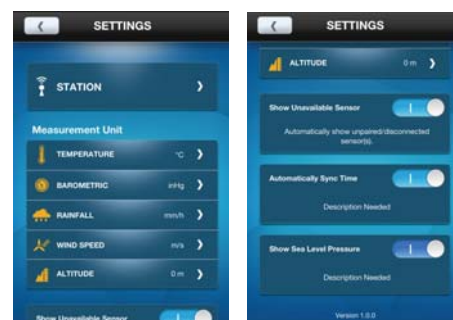 SETTINGS
STATION
Measurement Unit
TEMPERATURE °C
BAROMETRIC inHg
RAINFALL mm/h
WIND SPEED m/s
ALTITUDE 0 m
Show Unavailable Sensor
SETTINGS
ALTITUDE 0 m
Show Unavailable Sensor
Automatically show unpaired/disconnected
sensor(s).
Automatically Sync Time
Description Needed
Show Sea Level Pressure
Description Needed
Version 1.0.0